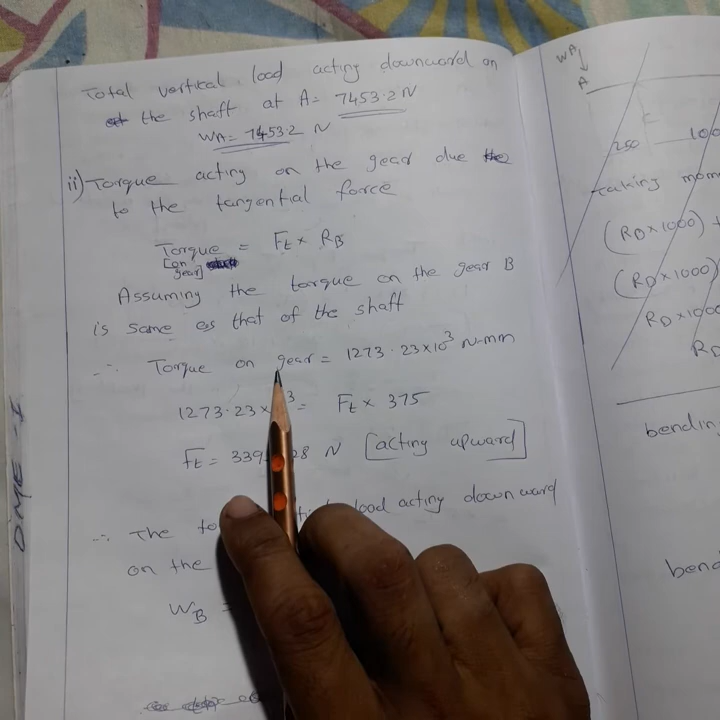 Total vertical load acting downward on
the shaft at A = 7453.2 N
WA = 7453.2 N
ii) Torque acting on the gear due
to the tangential force
Torque = Ft × RB
[on gear]
Assuming the torque on the gear B
is same as that of the shaft
∴ Torque on gear = 1273.23×10³ N-mm
1273.23× 3 = Ft × 375
Ft = 339 28 N [acting upward]
∴ The load acting downward
on the
WB =
DME-I
WA
A
C
250
100
Taking mom
(RD×1000) +
(RD×1000)
RD×100
RD
bendin
bend